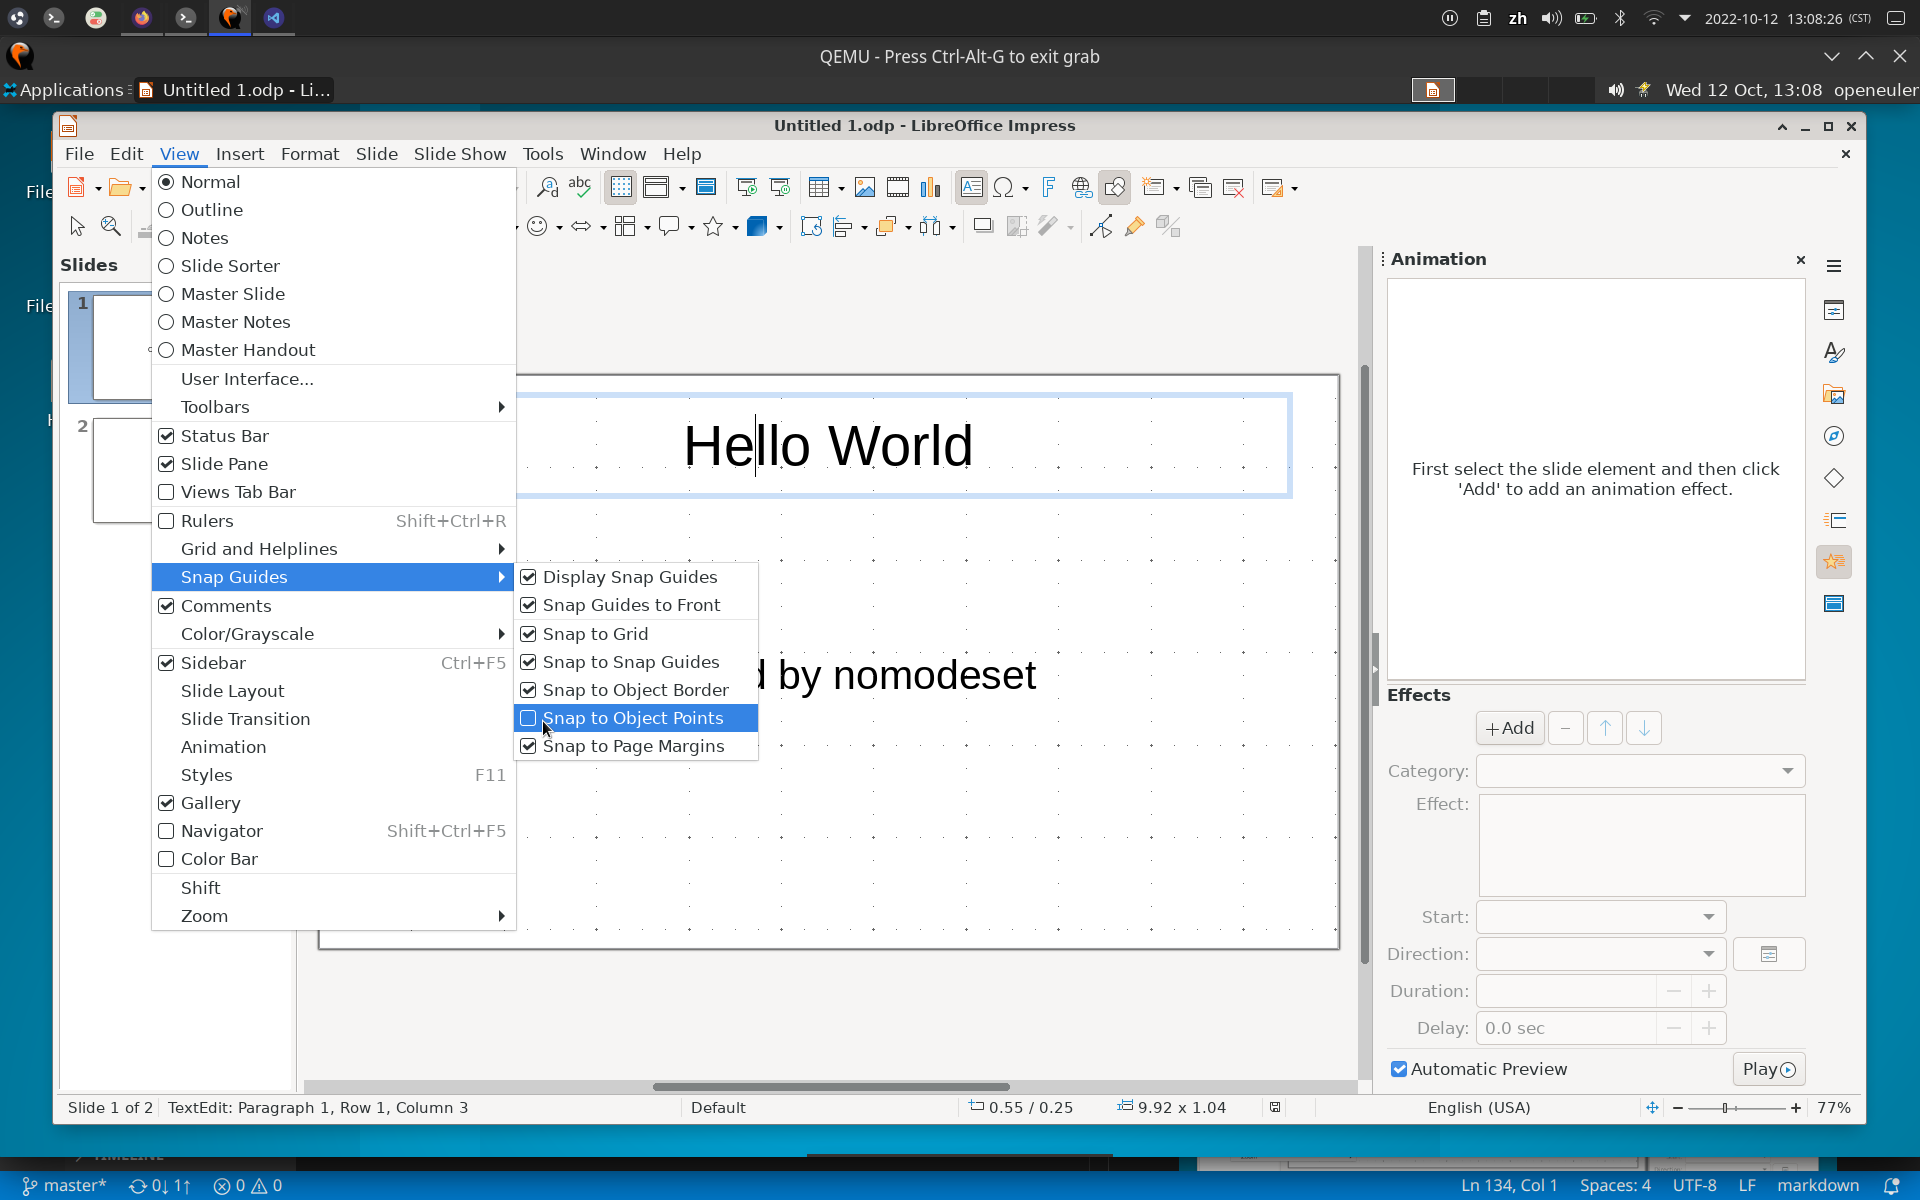 zh
2022-10-12 13:08:26 (CST)
QEMU - Press Ctrl-Alt-G to exit grab
Applications
Untitled 1.odp - Li...
Wed 12 Oct, 13:08 openeuler
Untitled 1.odp - LibreOffice Impress
File Edit View Insert Format Slide Slide Show Tools Window Help
Normal
Outline
Notes
Slide Sorter
Master Slide
Master Notes
Master Handout
User Interface...
Toolbars
Status Bar
Slide Pane
Views Tab Bar
Rulers Shift+Ctrl+R
Grid and Helplines
Snap Guides
Comments
Color/Grayscale
Sidebar Ctrl+F5
Slide Layout
Slide Transition
Animation
Styles F11
Gallery
Navigator Shift+Ctrl+F5
Color Bar
Shift
Zoom
Display Snap Guides
Snap Guides to Front
Snap to Grid
Snap to Snap Guides
Snap to Object Border
Snap to Object Points
Snap to Page Margins
File
File
abc
Slides
1
2
Hello World
by nomodeset
Animation
First select the slide element and then click
'Add' to add an animation effect.
Effects
Add
Category:
Effect:
Start:
Direction:
Duration:
Delay: 0.0 sec
Automatic Preview
Play
Slide 1 of 2
TextEdit: Paragraph 1, Row 1, Column 3
Default
0.55 / 0.25
9.92 x 1.04
English (USA)
77%
TIMELINE
master* 0↓ 1↑ 0 0
Ln 134, Col 1 Spaces: 4 UTF-8 LF markdown